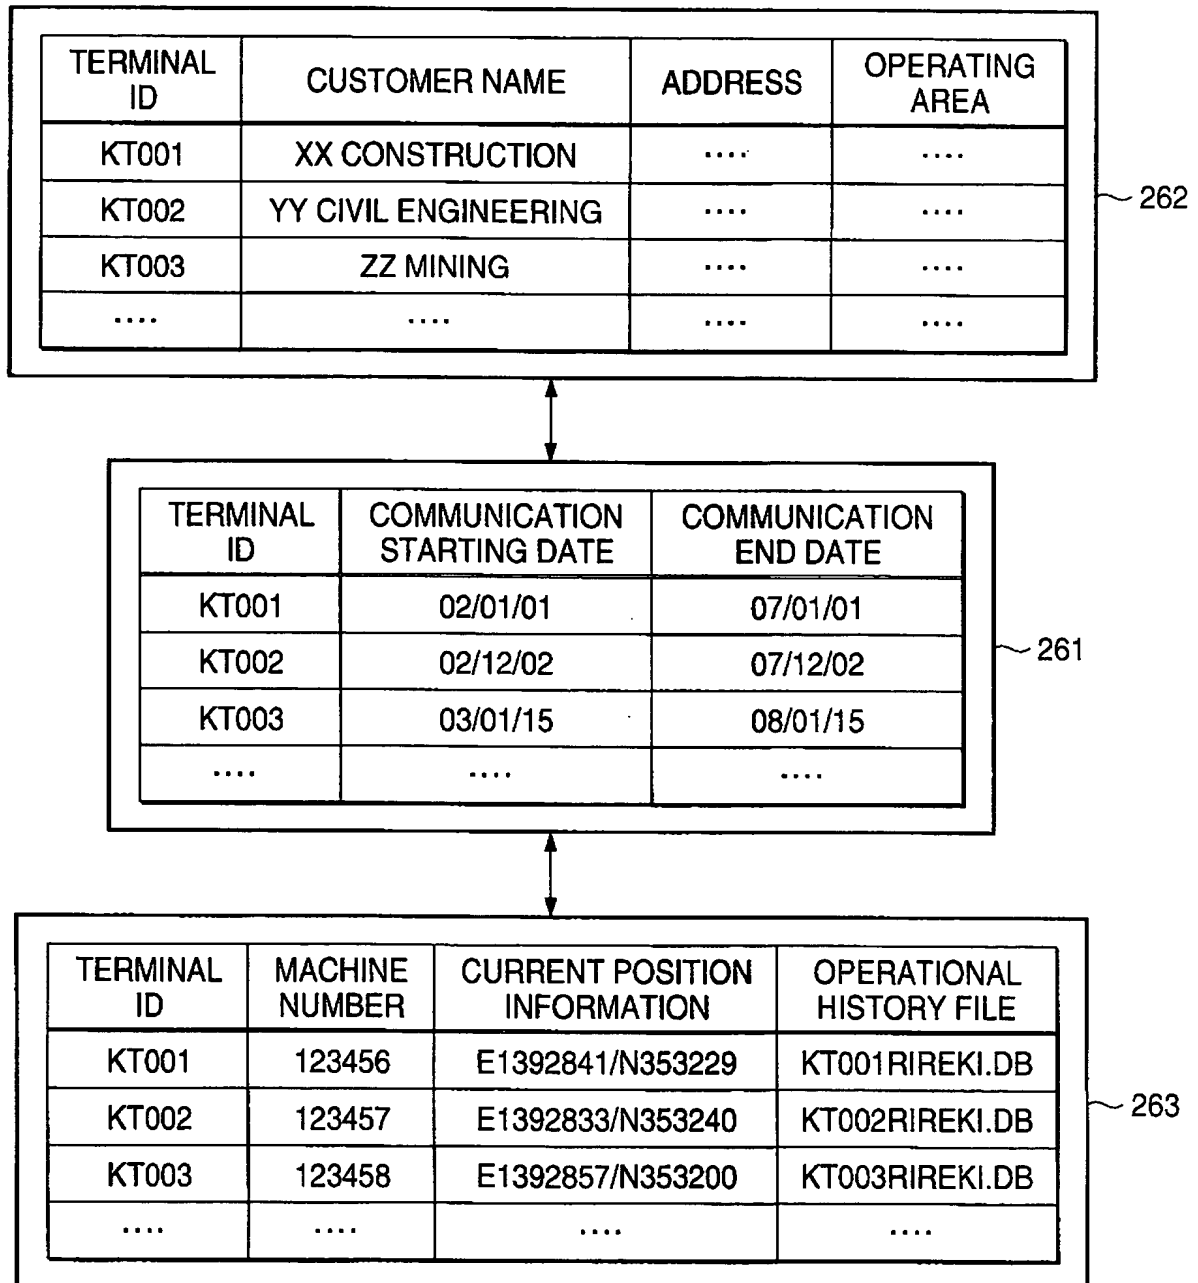 TERMINAL ID CUSTOMER NAME ADDRESS OPERATING AREA
KT001 XX CONSTRUCTION .... ....
KT002 YY CIVIL ENGINEERING .... ....
KT003 ZZ MINING .... ....
.... .... .... ....
262
TERMINAL ID COMMUNICATION STARTING DATE COMMUNICATION END DATE
KT001 02/01/01 07/01/01
KT002 02/12/02 07/12/02
KT003 03/01/15 08/01/15
.... .... ....
261
TERMINAL ID MACHINE NUMBER CURRENT POSITION INFORMATION OPERATIONAL HISTORY FILE
KT001 123456 E1392841/N353229 KT001RIREKI.DB
KT002 123457 E1392833/N353240 KT002RIREKI.DB
KT003 123458 E1392857/N353200 KT003RIREKI.DB
.... .... .... ....
263